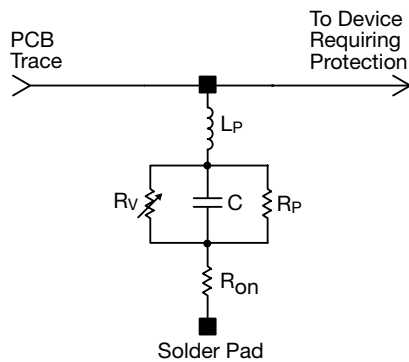 PCB
Trace
To Device
Requiring
Protection
LP
RV
C
RP
Ron
Solder Pad